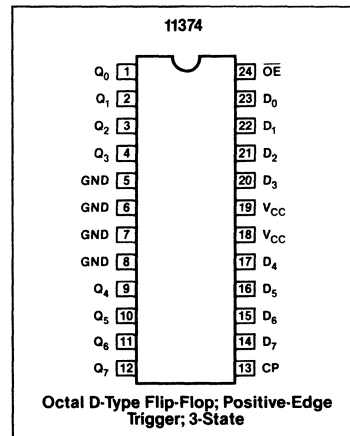 11374
Q0 1 24 OE
Q1 2 23 D0
Q2 3 22 D1
Q3 4 21 D2
GND 5 20 D3
GND 6 19 VCC
GND 7 18 VCC
GND 8 17 D4
Q4 9 16 D5
Q5 10 15 D6
Q6 11 14 D7
Q7 12 13 CP
Octal D-Type Flip-Flop; Positive-Edge
Trigger; 3-State